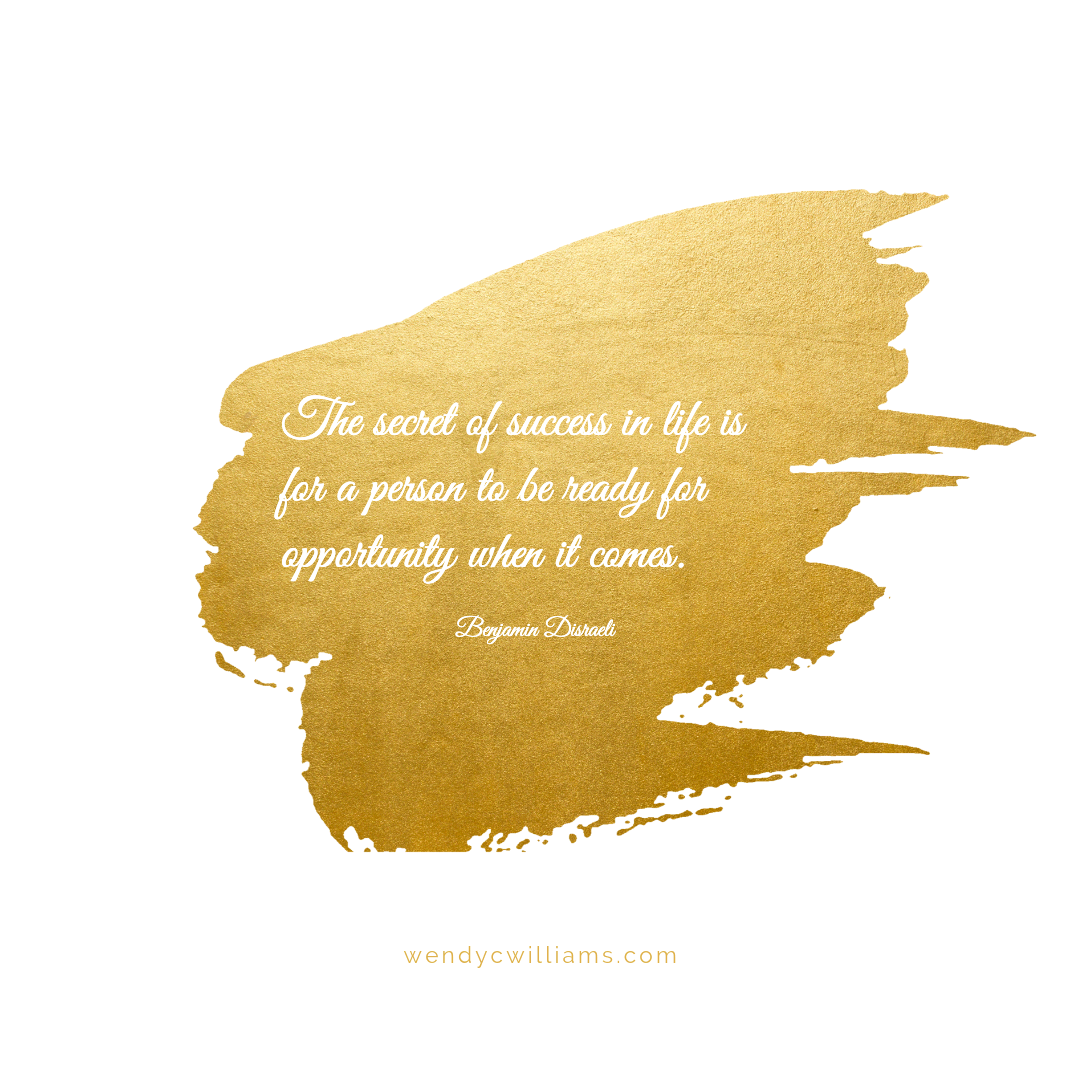 The secret of success in life is
for a person to be ready for
opportunity when it comes.
Benjamin Disraeli
wendycwilliams.com